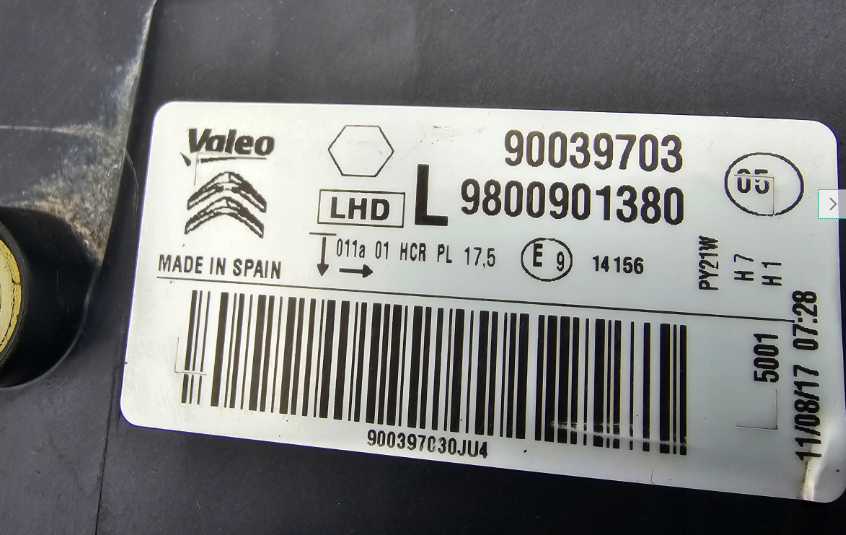 Valeo
90039703
LHD L 9800901380
05
011a 01 HCR PL 17,5
E 9 14156
MADE IN SPAIN
PY21W
H7
H1
5001
11/08/17 07:28
900397030JU4